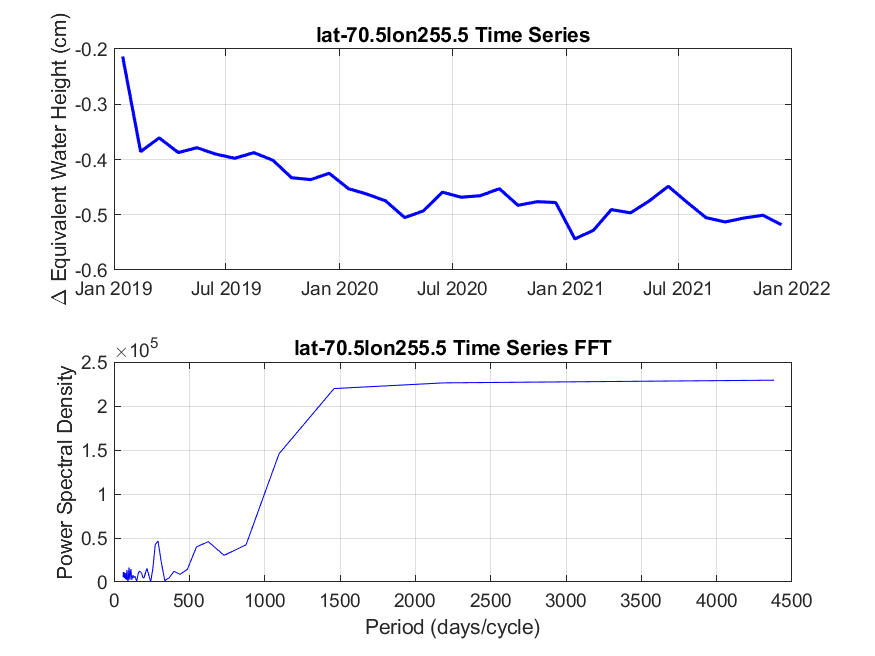 lat-70.5lon255.5 Time Series
Δ Equivalent Water Height (cm)
-0.2
-0.3
-0.4
-0.5
-0.6
Jan 2019 Jul 2019 Jan 2020 Jul 2020 Jan 2021 Jul 2021 Jan 2022
lat-70.5lon255.5 Time Series FFT
×10⁵
Power Spectral Density
2.5
2
1.5
1
0.5
0
0 500 1000 1500 2000 2500 3000 3500 4000 4500
Period (days/cycle)